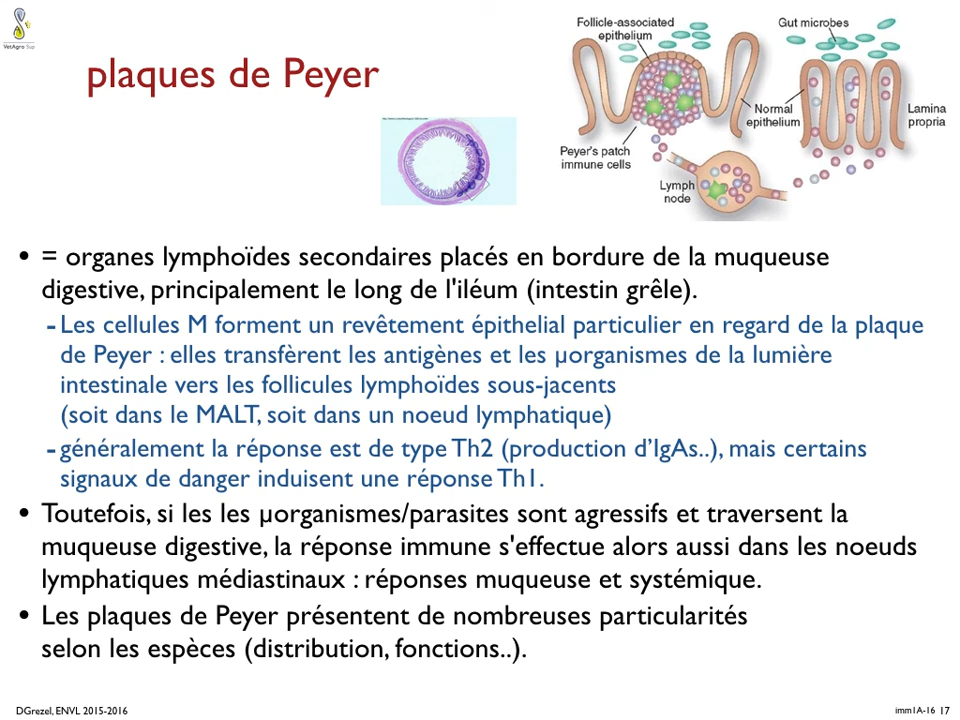 VetAgro Sup
plaques de Peyer
Follicle-associated
epithelium
Gut microbes
Normal
epithelium
Lamina
propria
Peyer's patch
immune cells
Lymph
node
• = organes lymphoïdes secondaires placés en bordure de la muqueuse
digestive, principalement le long de l'iléum (intestin grêle).
- Les cellules M forment un revêtement épithelial particulier en regard de la plaque
de Peyer : elles transfèrent les antigènes et les µorganismes de la lumière
intestinale vers les follicules lymphoïdes sous-jacents
(soit dans le MALT, soit dans un noeud lymphatique)
- généralement la réponse est de type Th2 (production d’IgAs..), mais certains
signaux de danger induisent une réponse Th1.
• Toutefois, si les les µorganismes/parasites sont agressifs et traversent la
muqueuse digestive, la réponse immune s'effectue alors aussi dans les noeuds
lymphatiques médiastinaux : réponses muqueuse et systémique.
• Les plaques de Peyer présentent de nombreuses particularités
selon les espèces (distribution, fonctions..).
DGrezel, ENVL 2015-2016
imm1A-16 17